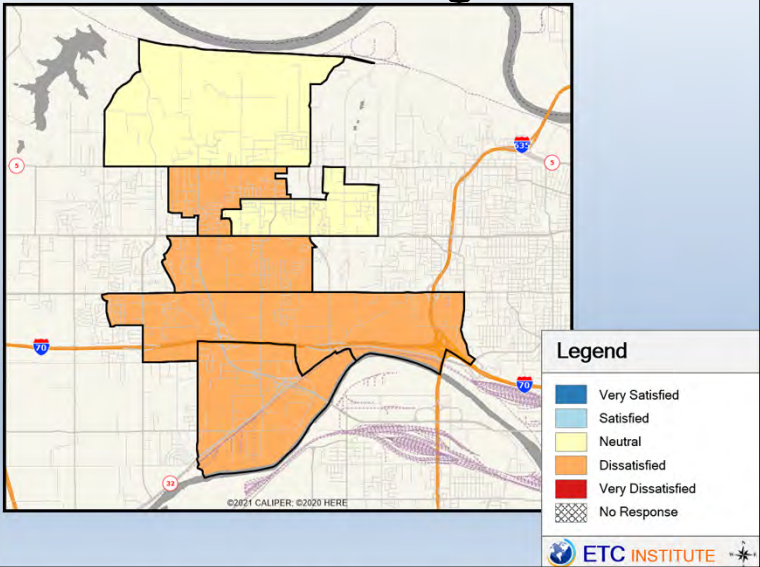 635
5
5
70
Legend
70
Very Satisfied
Satisfied
Neutral
Dissatisfied
Very Dissatisfied
32
©2021 CALIPER; ©2020 HERE
No Response
ETC INSTITUTE
N
W
E
S